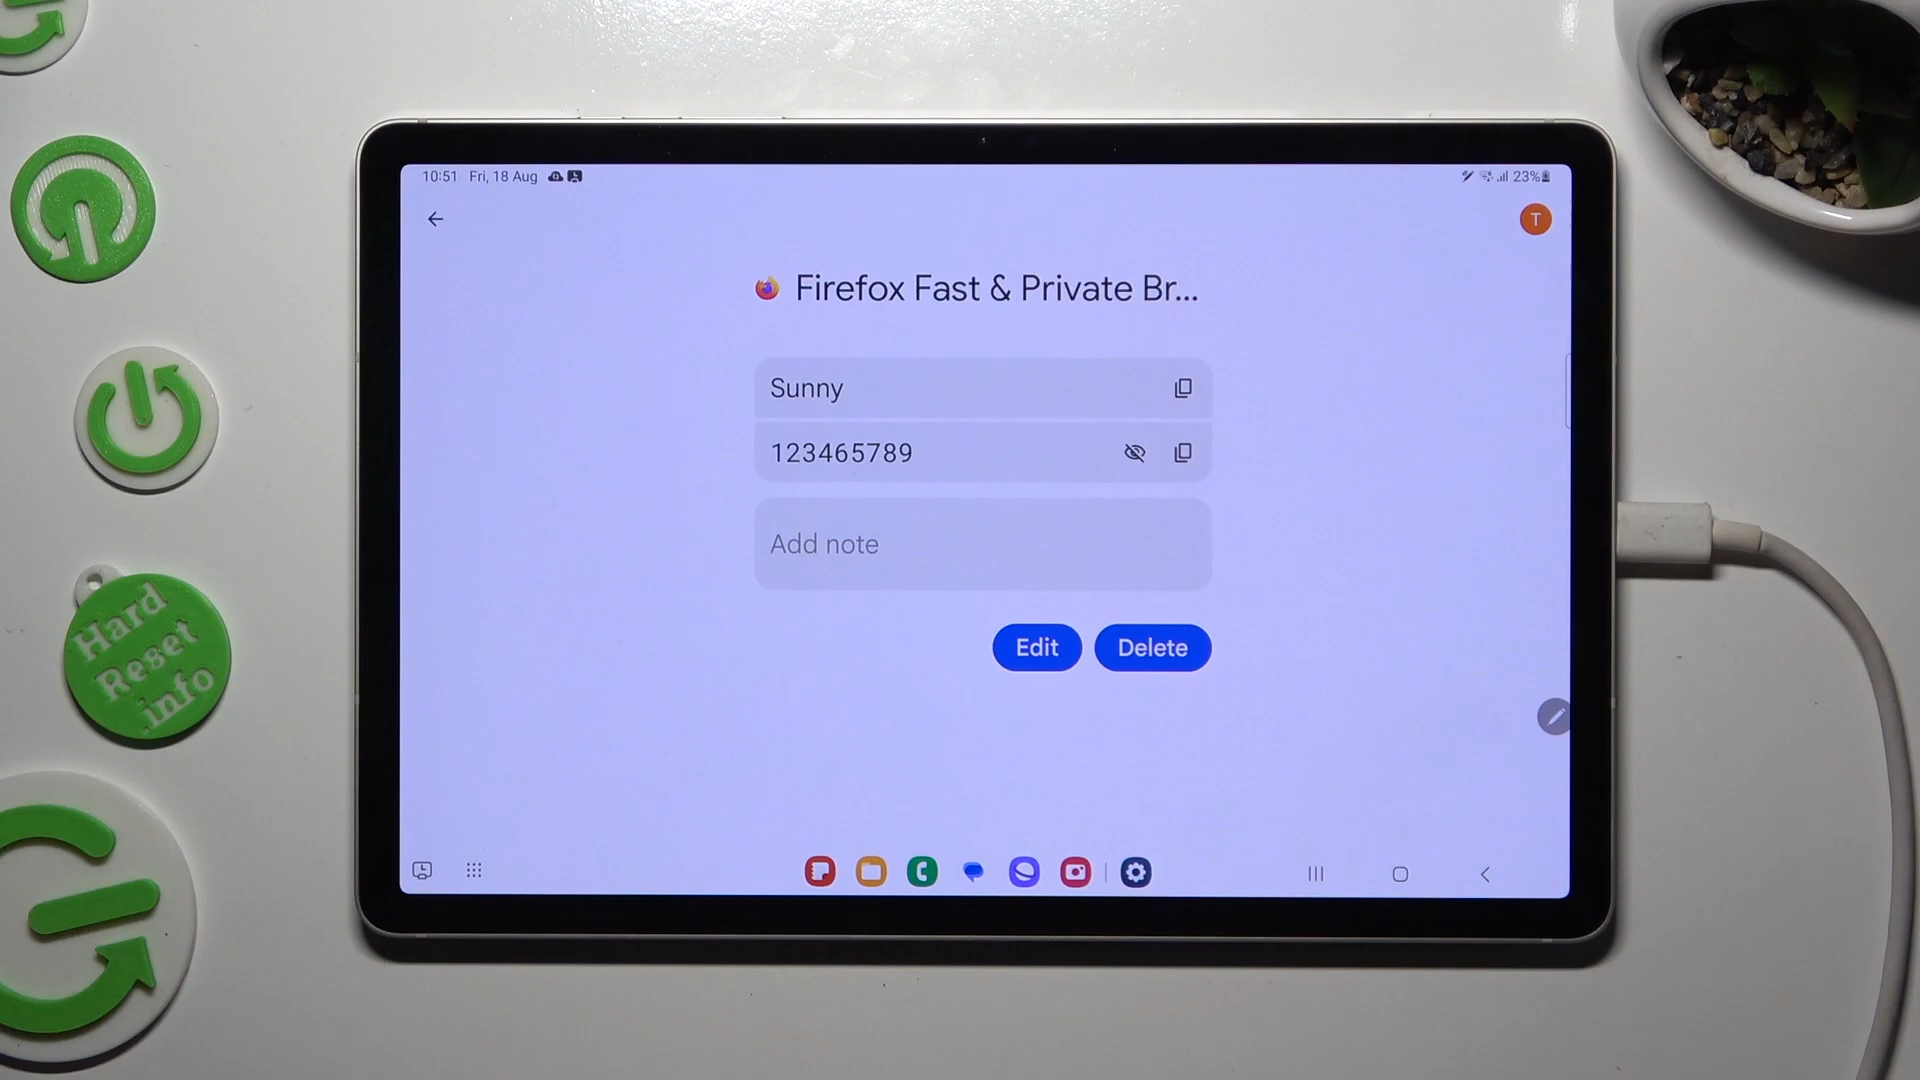 10:51 Fri, 18 Aug
23%
T
Firefox Fast & Private Br...
Sunny
123465789
Add note
Edit
Delete
Hard
Reset
.info